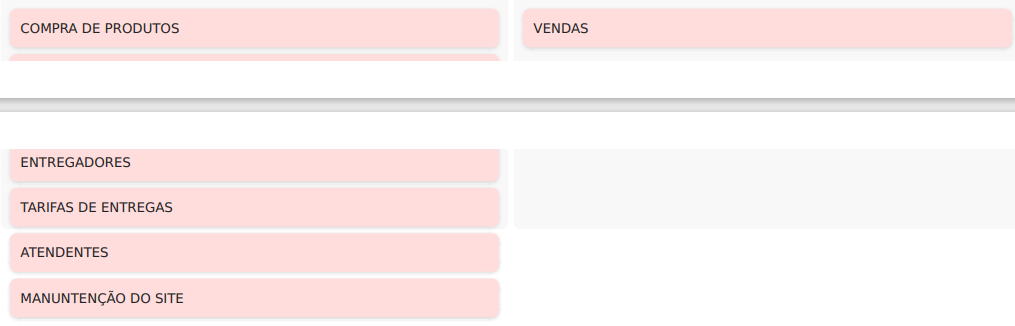 COMPRA DE PRODUTOS
VENDAS
ENTREGADORES
TARIFAS DE ENTREGAS
ATENDENTES
MANUNTENÇÃO DO SITE